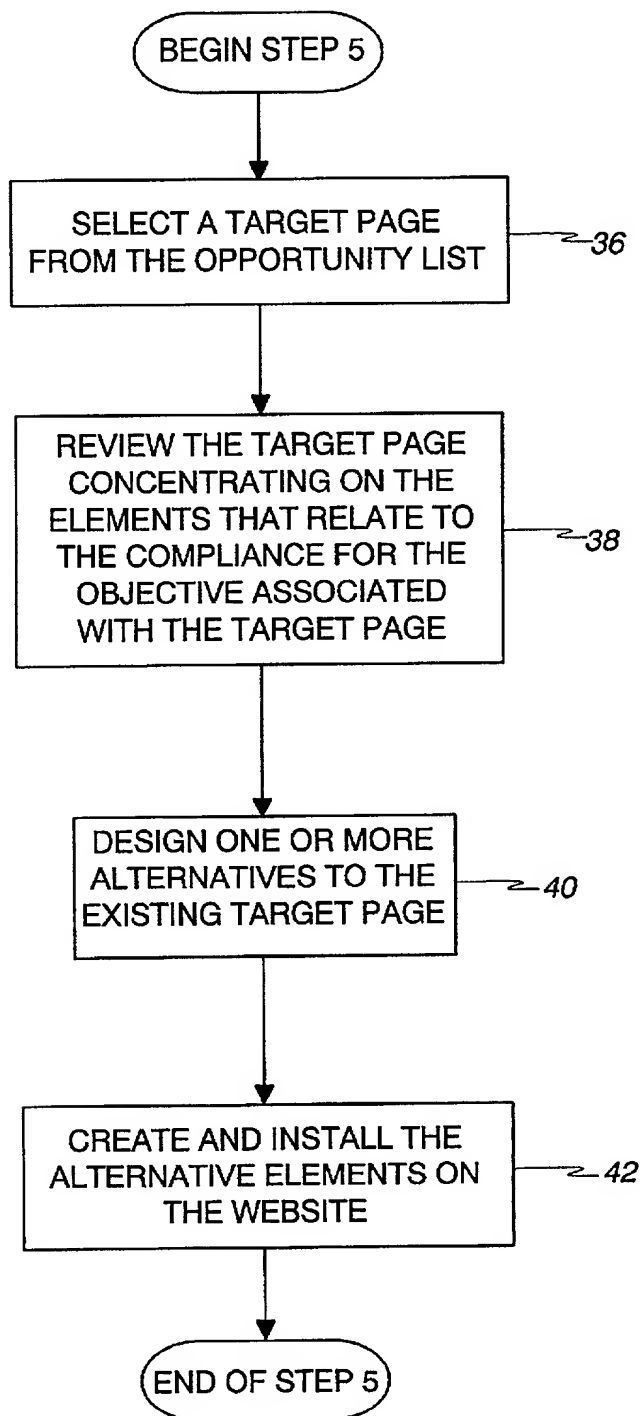 BEGIN STEP 5
SELECT A TARGET PAGE
FROM THE OPPORTUNITY LIST
36
REVIEW THE TARGET PAGE
CONCENTRATING ON THE
ELEMENTS THAT RELATE TO
THE COMPLIANCE FOR THE
OBJECTIVE ASSOCIATED
WITH THE TARGET PAGE
38
DESIGN ONE OR MORE
ALTERNATIVES TO THE
EXISTING TARGET PAGE
40
CREATE AND INSTALL THE
ALTERNATIVE ELEMENTS ON
THE WEBSITE
42
END OF STEP 5